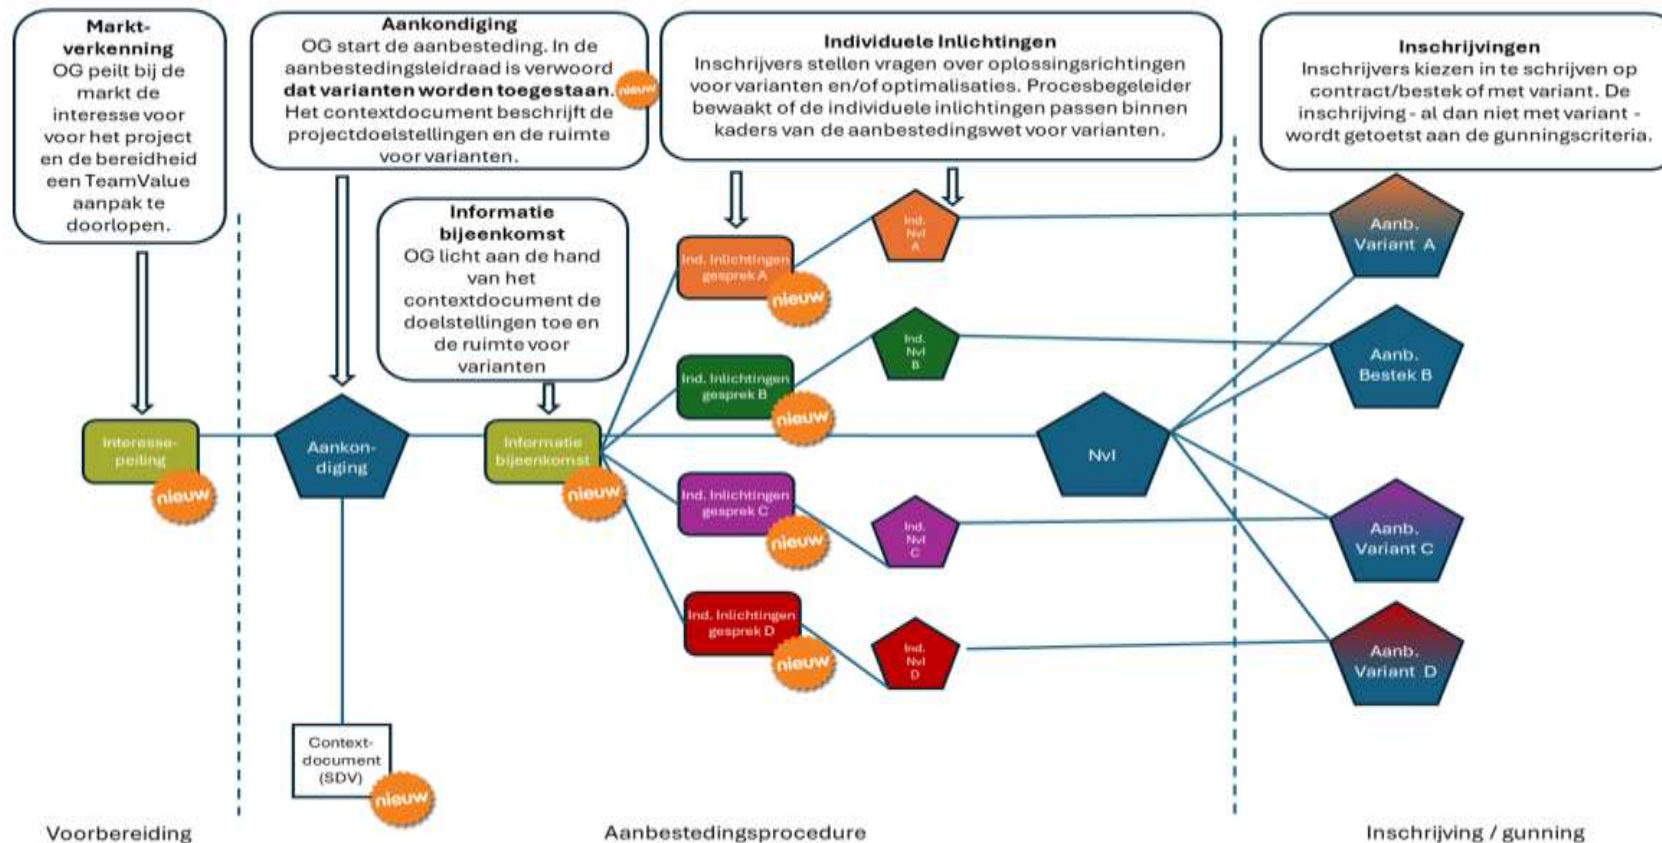 Markt-
verkenning
OG peilt bij de
markt de
interesse voor
voor het project
en de bereidheid
een TeamValue
aanpak te
doorlopen.
Aankondiging
OG start de aanbesteding. In de
aanbestedingsleidraad is verwoord
dat varianten worden toegestaan.
nieuw
Het contextdocument beschrijft de
projectdoelstellingen en de ruimte
voor varianten.
Informatie
bijeenkomst
OG licht aan de hand
van het
contextdocument de
doelstellingen toe en
de ruimte voor
varianten
Individuele Inlichtingen
Inschrijvers stellen vragen over oplossingsrichtingen
voor varianten en/of optimalisaties. Procesbegeleider
bewaakt of de individuele inlichtingen passen binnen
kaders van de aanbestedingswet voor varianten.
Inschrijvingen
Inschrijvers kiezen in te schrijven op
contract/bestek of met variant. De
inschrijving - al dan niet met variant -
wordt getoetst aan de gunningscriteria.
Interesse-
peiling
nieuw
Aankon-
diging
Context-
document
(SDV)
nieuw
Informatie
bijeenkomst
nieuw
Ind. Inlichtingen
gesprek A
nieuw
Ind.
NvI
A
Aanb.
Variant A
Ind. Inlichtingen
gesprek B
nieuw
Ind.
NvI
B
Aanb.
Bestek B
NvI
Ind. Inlichtingen
gesprek C
nieuw
Ind.
NvI
C
Aanb.
Variant C
Ind. Inlichtingen
gesprek D
nieuw
Ind.
NvI
D
Aanb.
Variant D
Voorbereiding
Aanbestedingsprocedure
Inschrijving / gunning